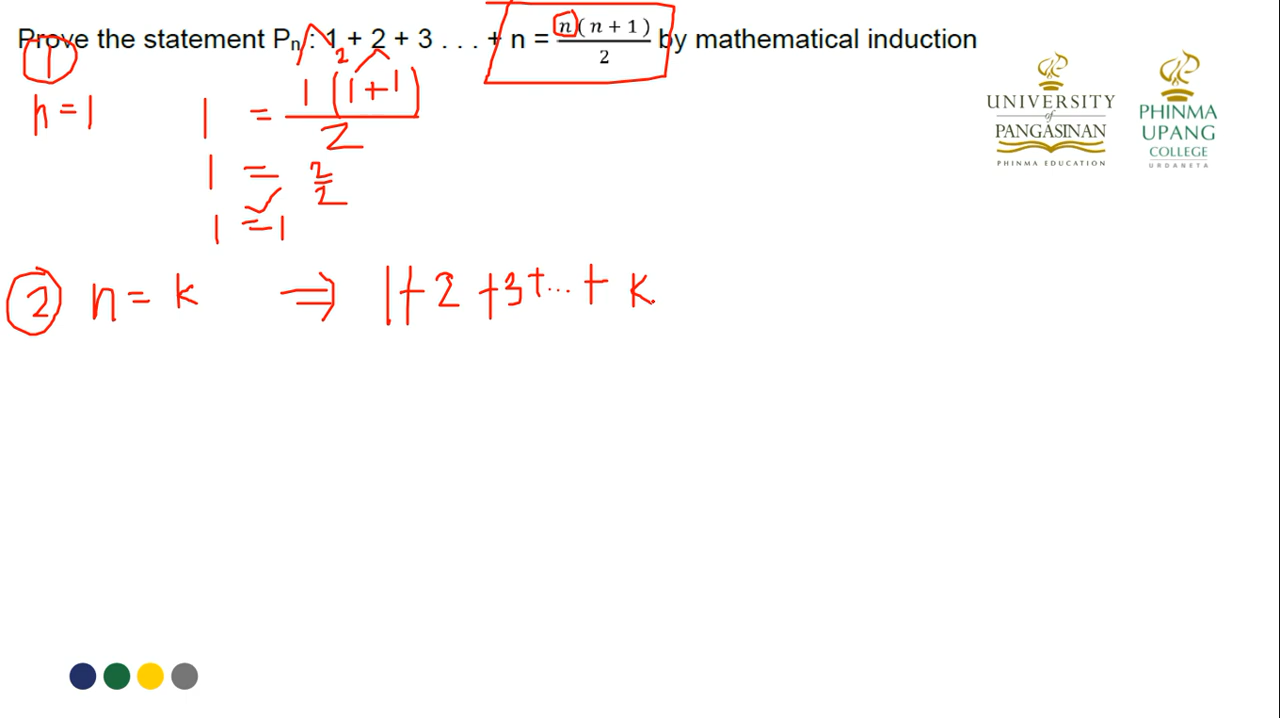 Prove the statement Pn : 1 + 2 + 3 . . . + n = n(n+1)/2 by mathematical induction
1
2
n = 1
1 = 1(1+1)/2
1 = 2/2
1 = 1
2 n = k ⇒ 1 + 2 + 3 + ... + k
UNIVERSITY
of
PANGASINAN
PHINMA EDUCATION
PHINMA
UPANG
COLLEGE
URDANETA